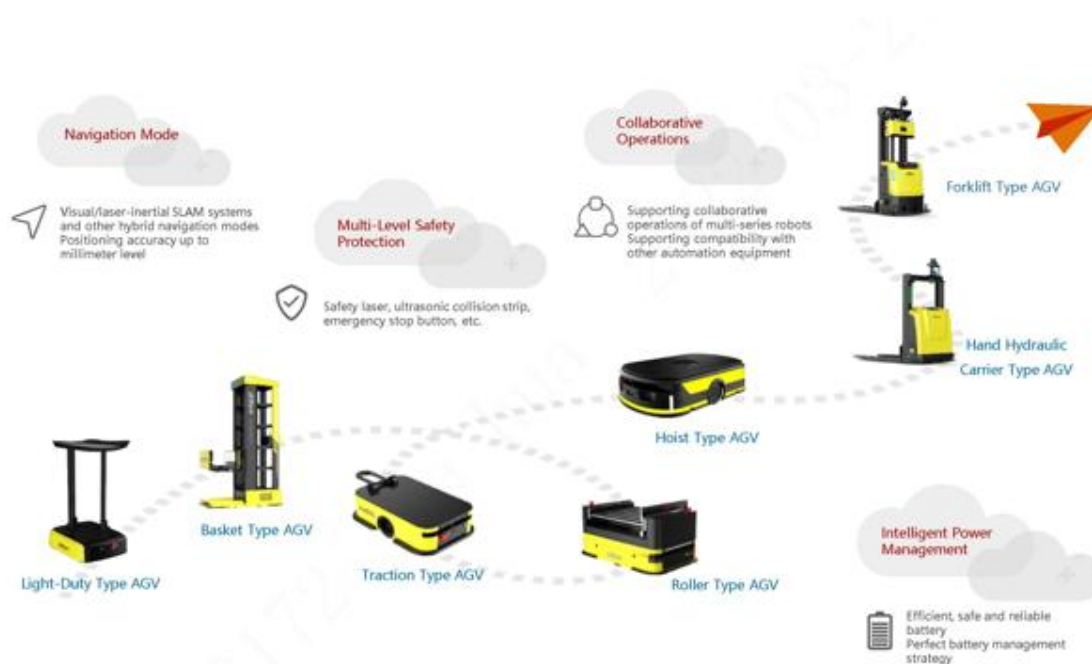 Navigation Mode
Visual/laser-inertial SLAM systems
and other hybrid navigation modes
Positioning accuracy up to
millimeter level
Multi-Level Safety
Protection
Safety laser, ultrasonic collision strip,
emergency stop button, etc.
Collaborative
Operations
Supporting collaborative
operations of multi-series robots
Supporting compatibility with
other automation equipment
Forklift Type AGV
Hand Hydraulic
Carrier Type AGV
Hoist Type AGV
Basket Type AGV
Light-Duty Type AGV
Traction Type AGV
Roller Type AGV
Intelligent Power
Management
Efficient, safe and reliable
battery
Perfect battery management
strategy